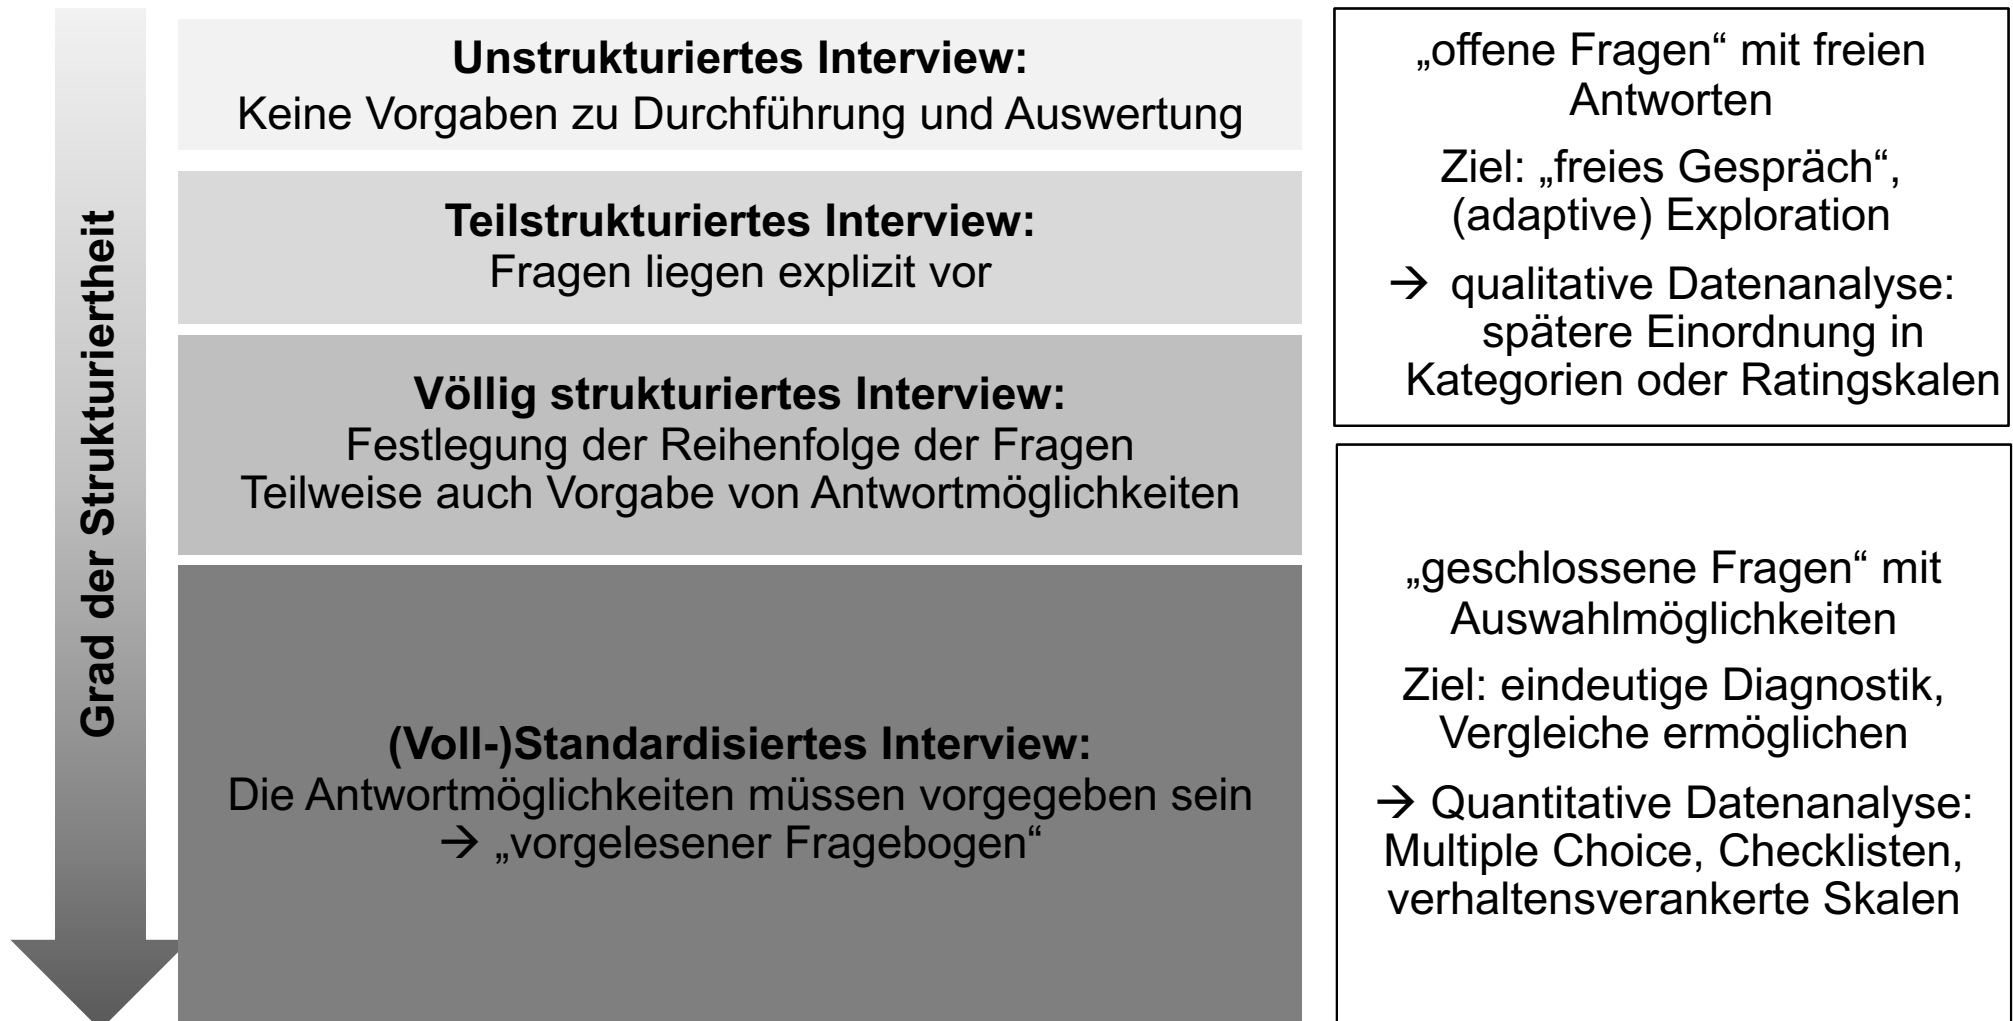 Grad der Strukturiertheit
Unstrukturiertes Interview:
Keine Vorgaben zu Durchführung und Auswertung
Teilstrukturiertes Interview:
Fragen liegen explizit vor
Völlig strukturiertes Interview:
Festlegung der Reihenfolge der Fragen
Teilweise auch Vorgabe von Antwortmöglichkeiten
(Voll-)Standardisiertes Interview:
Die Antwortmöglichkeiten müssen vorgegeben sein
→ „vorgelesener Fragebogen“
„offene Fragen“ mit freien
Antworten
Ziel: „freies Gespräch“,
(adaptive) Exploration
→ qualitative Datenanalyse:
spätere Einordnung in
Kategorien oder Ratingskalen
„geschlossene Fragen“ mit
Auswahlmöglichkeiten
Ziel: eindeutige Diagnostik,
Vergleiche ermöglichen
→ Quantitative Datenanalyse:
Multiple Choice, Checklisten,
verhaltensverankerte Skalen